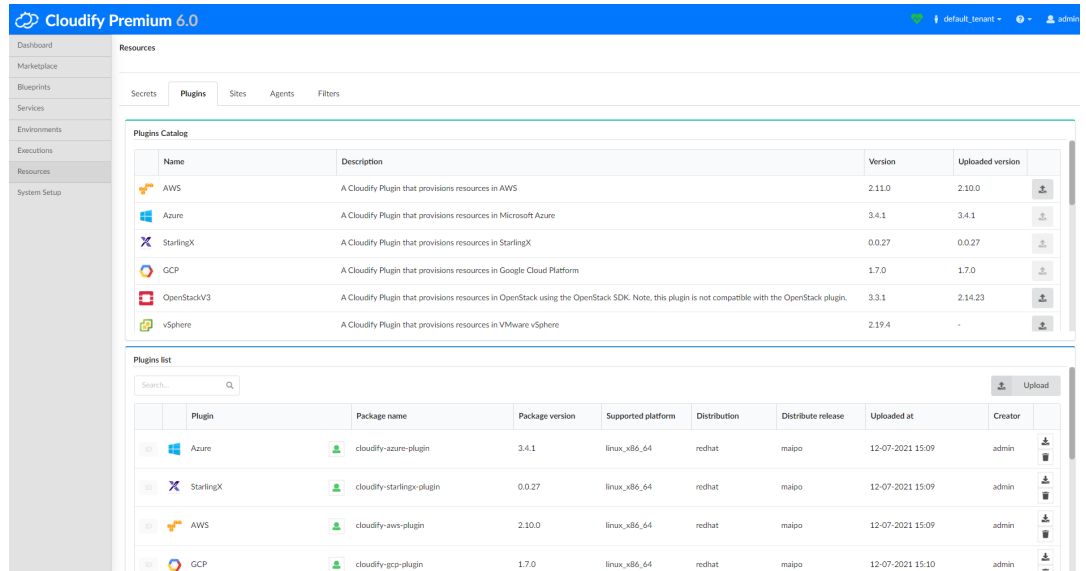 Cloudify Premium 6.0
default_tenant
admin
Dashboard
Marketplace
Blueprints
Services
Environments
Executions
Resources
System Setup
Resources
Secrets Plugins Sites Agents Filters
Plugins Catalog
Name Description Version Uploaded version
AWS A Cloudify Plugin that provisions resources in AWS 2.11.0 2.10.0
Azure A Cloudify Plugin that provisions resources in Microsoft Azure 3.4.1 3.4.1
StarlingX A Cloudify Plugin that provisions resources in StarlingX 0.0.27 0.0.27
GCP A Cloudify Plugin that provisions resources in Google Cloud Platform 1.7.0 1.7.0
OpenStackV3 A Cloudify Plugin that provisions resources in OpenStack using the OpenStack SDK. Note, this plugin is not compatible with the OpenStack plugin. 3.3.1 2.14.23
vSphere A Cloudify Plugin that provisions resources in VMware vSphere 2.19.4 -
Plugins list
Search...
Upload
Plugin Package name Package version Supported platform Distribution Distribute release Uploaded at Creator
ID Azure cloudify-azure-plugin 3.4.1 linux_x86_64 redhat maipo 12-07-2021 15:09 admin
ID StarlingX cloudify-starlingx-plugin 0.0.27 linux_x86_64 redhat maipo 12-07-2021 15:09 admin
ID AWS cloudify-aws-plugin 2.10.0 linux_x86_64 redhat maipo 12-07-2021 15:09 admin
ID GCP cloudify-gcp-plugin 1.7.0 linux_x86_64 redhat maipo 12-07-2021 15:10 admin